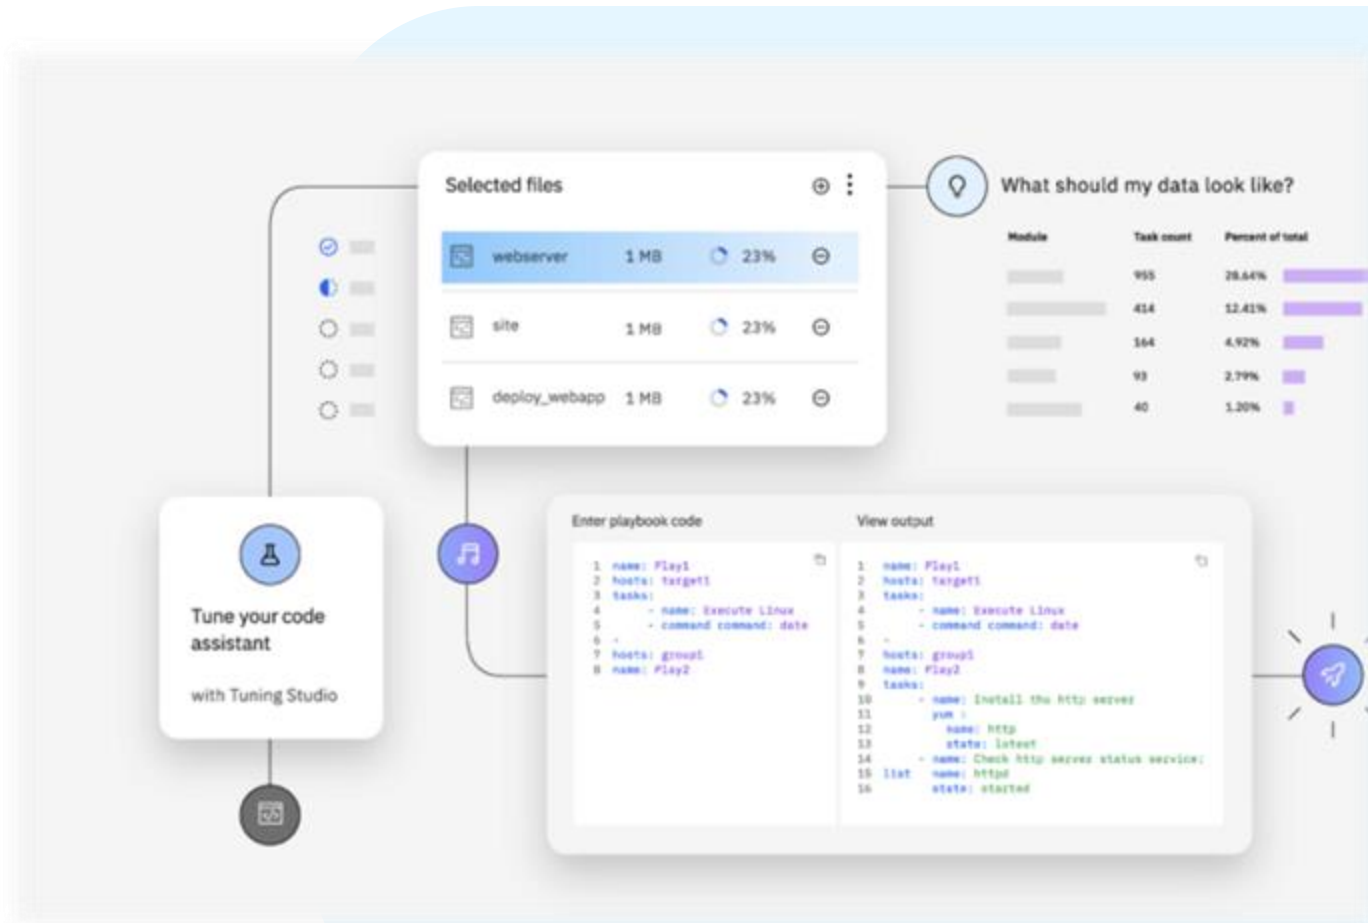 Selected files
webserver 1 MB 23%
site 1 MB 23%
deploy_webapp 1 MB 23%
What should my data look like?
Module Task count Percent of total
955 28.64%
414 12.41%
164 4.92%
93 2.79%
40 1.20%
Tune your code
assistant
with Tuning Studio
Enter playbook code
1 name: Play1
2 hosts: target1
3 tasks:
4 - name: Execute Linux
5 - command command: date
6 -
7 hosts: group1
8 name: Play2
View output
1 name: Play1
2 hosts: target1
3 tasks:
4 - name: Execute Linux
5 - command command: date
6 -
7 hosts: group1
8 name: Play2
9 tasks:
10 - name: Install the http server
11 yum :
12 name: http
13 state: latest
14 - name: Check http server status service:
15 list name: httpd
16 state: started